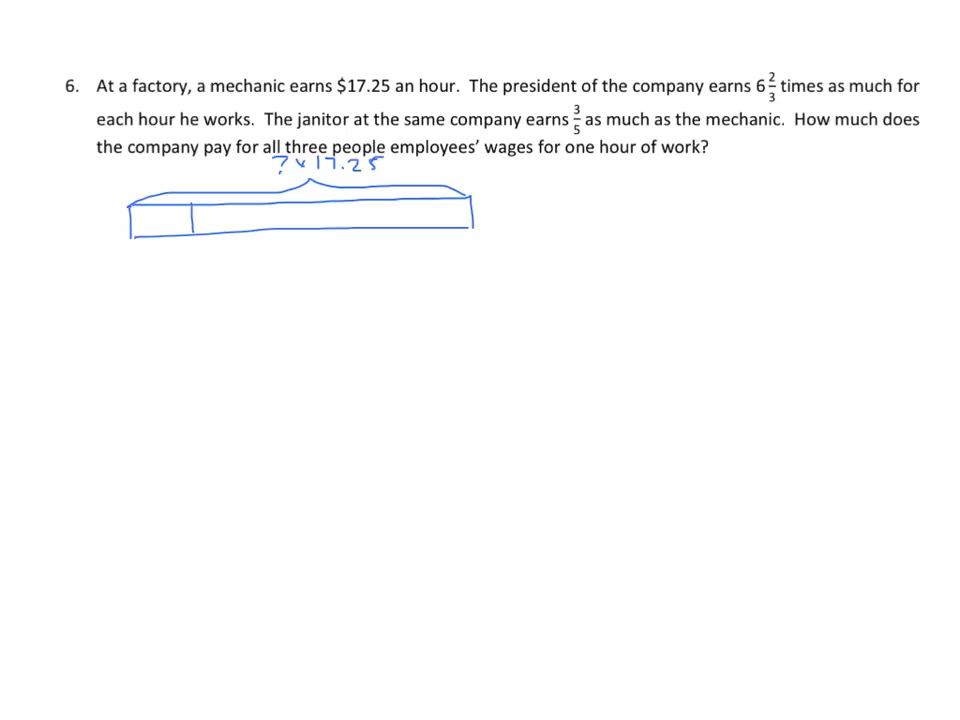 6. At a factory, a mechanic earns $17.25 an hour. The president of the company earns 6 2/3 times as much for
each hour he works. The janitor at the same company earns 3/5 as much as the mechanic. How much does
the company pay for all three people employees’ wages for one hour of work?
? x 17.25